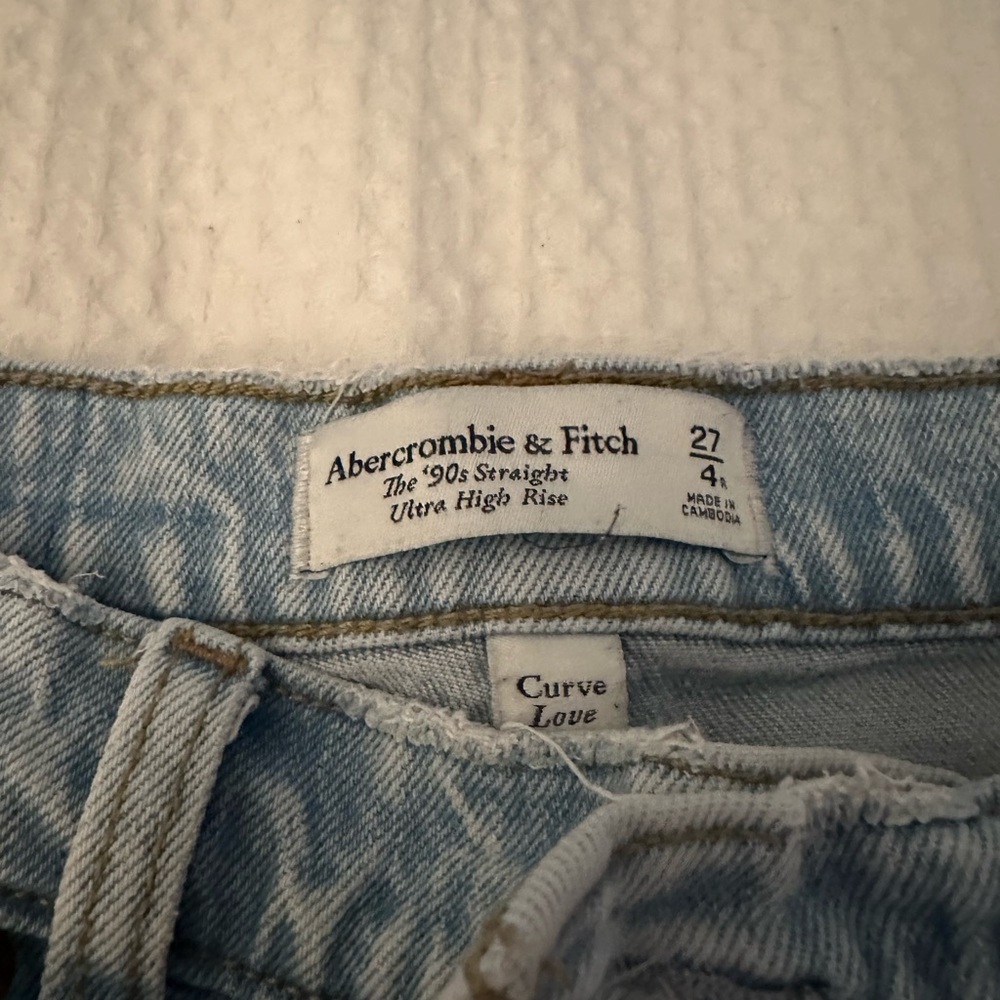 Abercrombie & Fitch
The ‘90s Straight
Ultra High Rise
27
4R
MADE IN
CAMBODIA
Curve
Love